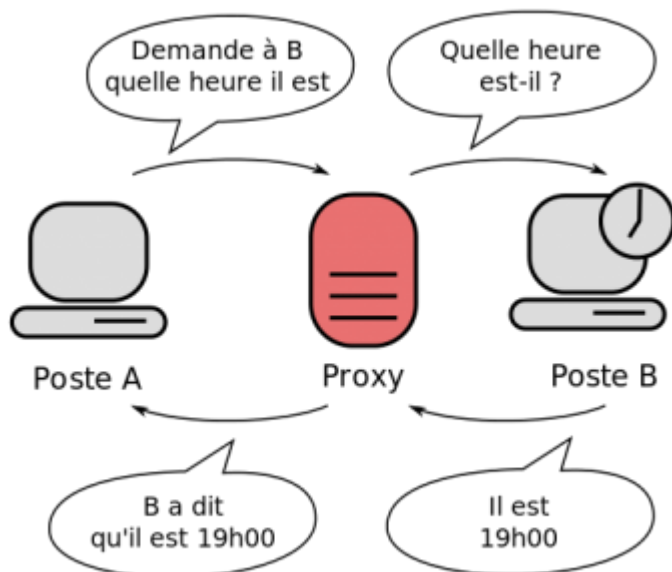 Demande à B
quelle heure il est
Quelle heure
est-il ?
Poste A
Proxy
Poste B
B a dit
qu'il est 19h00
Il est
19h00